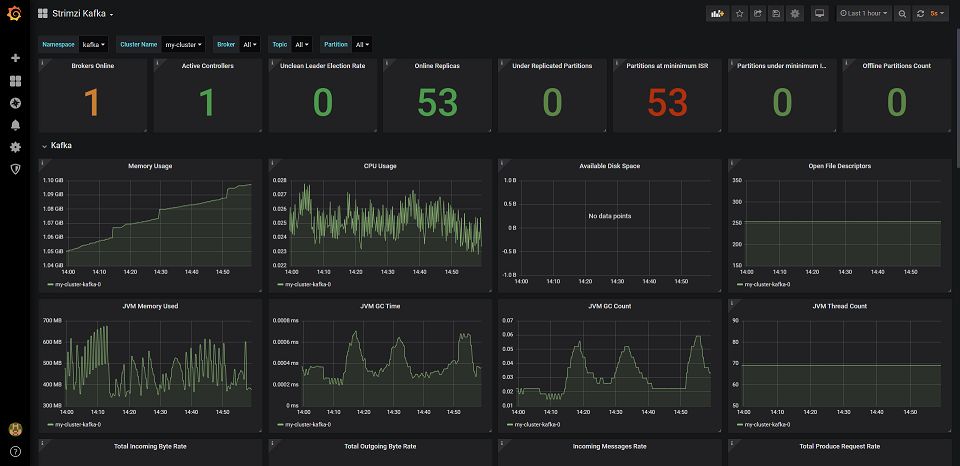 Strimzi Kafka
Last 1 hour
5s
Namespace kafka Cluster Name my-cluster Broker All Topic All Partition All
Brokers Online Active Controllers Unclean Leader Election Rate Online Replicas Under Replicated Partitions Partitions at mininimum ISR Partitions under mininimum I... Offline Partitions Count
1 1 0 53 0 53 0 0
Kafka
Memory Usage
1.10 GiB
1.08 GiB
1.07 GiB
1.06 GiB
1.05 GiB
1.04 GiB
14:00 14:10 14:20 14:30 14:40 14:50
my-cluster-kafka-0
CPU Usage
0.028
0.027
0.026
0.025
0.024
0.023
0.022
14:00 14:10 14:20 14:30 14:40 14:50
my-cluster-kafka-0
Available Disk Space
1.0 B
0.5 B
0 B
-0.5 B
-1.0 B
No data points
14:00 14:10 14:20 14:30 14:40 14:50
Open File Descriptors
350
300
250
200
150
14:00 14:10 14:20 14:30 14:40 14:50
my-cluster-kafka-0
JVM Memory Used
700 MB
600 MB
500 MB
400 MB
300 MB
14:00 14:10 14:20 14:30 14:40 14:50
my-cluster-kafka-0
JVM GC Time
0.0008 ms
0.0006 ms
0.0004 ms
0.0002 ms
0 ms
14:00 14:10 14:20 14:30 14:40 14:50
my-cluster-kafka-0
JVM GC Count
0.07
0.06
0.05
0.04
0.03
0.02
0.01
14:00 14:10 14:20 14:30 14:40 14:50
my-cluster-kafka-0
JVM Thread Count
90
80
70
60
50
14:00 14:10 14:20 14:30 14:40 14:50
my-cluster-kafka-0
Total Incoming Byte Rate
Total Outgoing Byte Rate
Incoming Messages Rate
Total Produce Request Rate